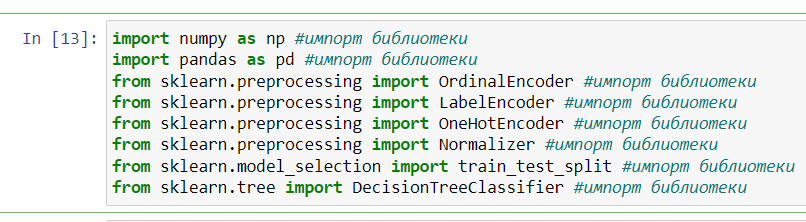 In [13]: import numpy as np #импорт библиотеки
import pandas as pd #импорт библиотеки
from sklearn.preprocessing import OrdinalEncoder #импорт библиотеки
from sklearn.preprocessing import LabelEncoder #импорт библиотеки
from sklearn.preprocessing import OneHotEncoder #импорт библиотеки
from sklearn.preprocessing import Normalizer #импорт библиотеки
from sklearn.model_selection import train_test_split #импорт библиотеки
from sklearn.tree import DecisionTreeClassifier #импорт библиотеки